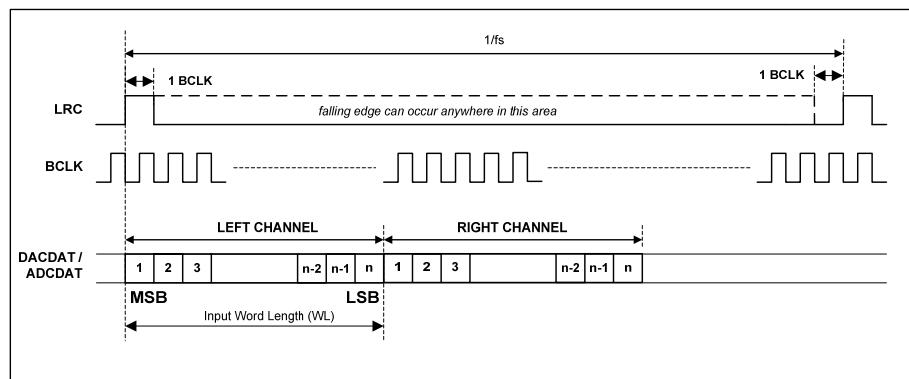 1/fs
1 BCLK
1 BCLK
LRC
falling edge can occur anywhere in this area
BCLK
LEFT CHANNEL
RIGHT CHANNEL
DACDAT /
ADCDAT
1 2 3 n-2 n-1 n 1 2 3 n-2 n-1 n
MSB LSB
Input Word Length (WL)